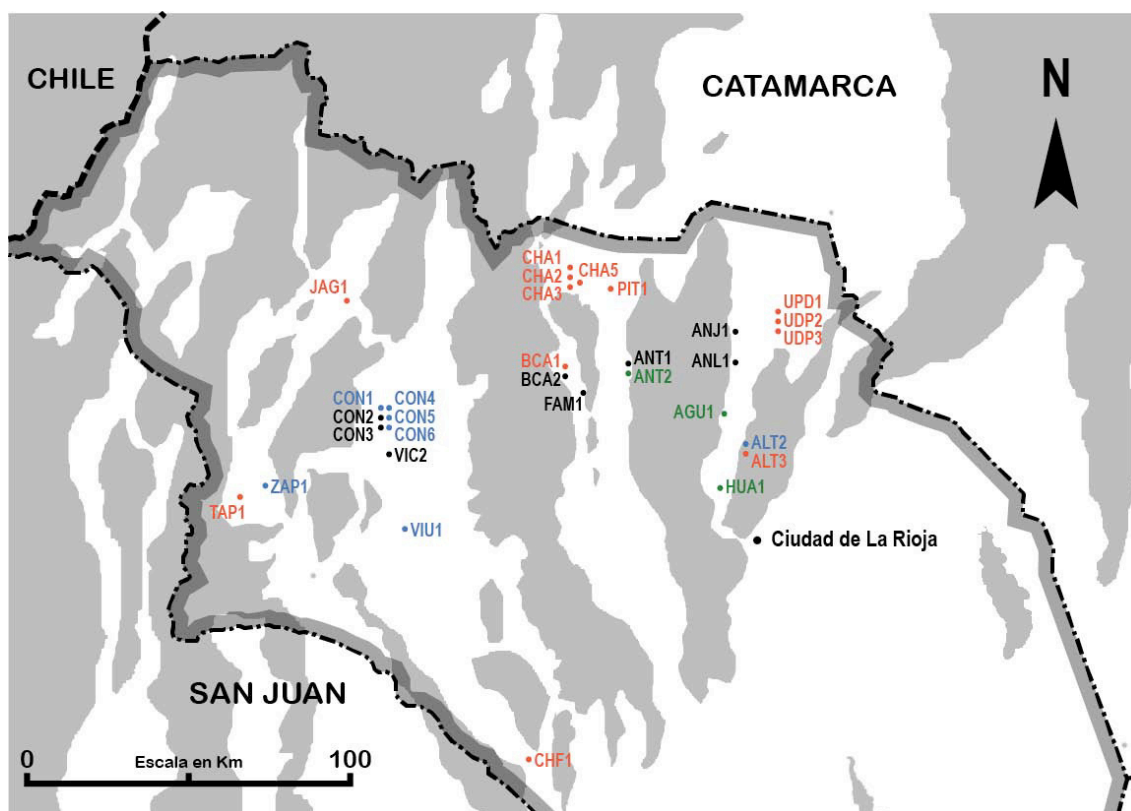 CHILE
CATAMARCA
N
CHA1
CHA5
CHA2
CHA3
PIT1
JAG1
UPD1
UDP2
UDP3
ANJ1
BCA1
ANT1
ANL1
BCA2
ANT2
FAM1
CON1
CON4
CON2
CON5
CON3
CON6
AGU1
VIC2
ALT2
ALT3
ZAP1
HUA1
TAP1
VIU1
Ciudad de La Rioja
SAN JUAN
0
Escala en Km
100
CHF1